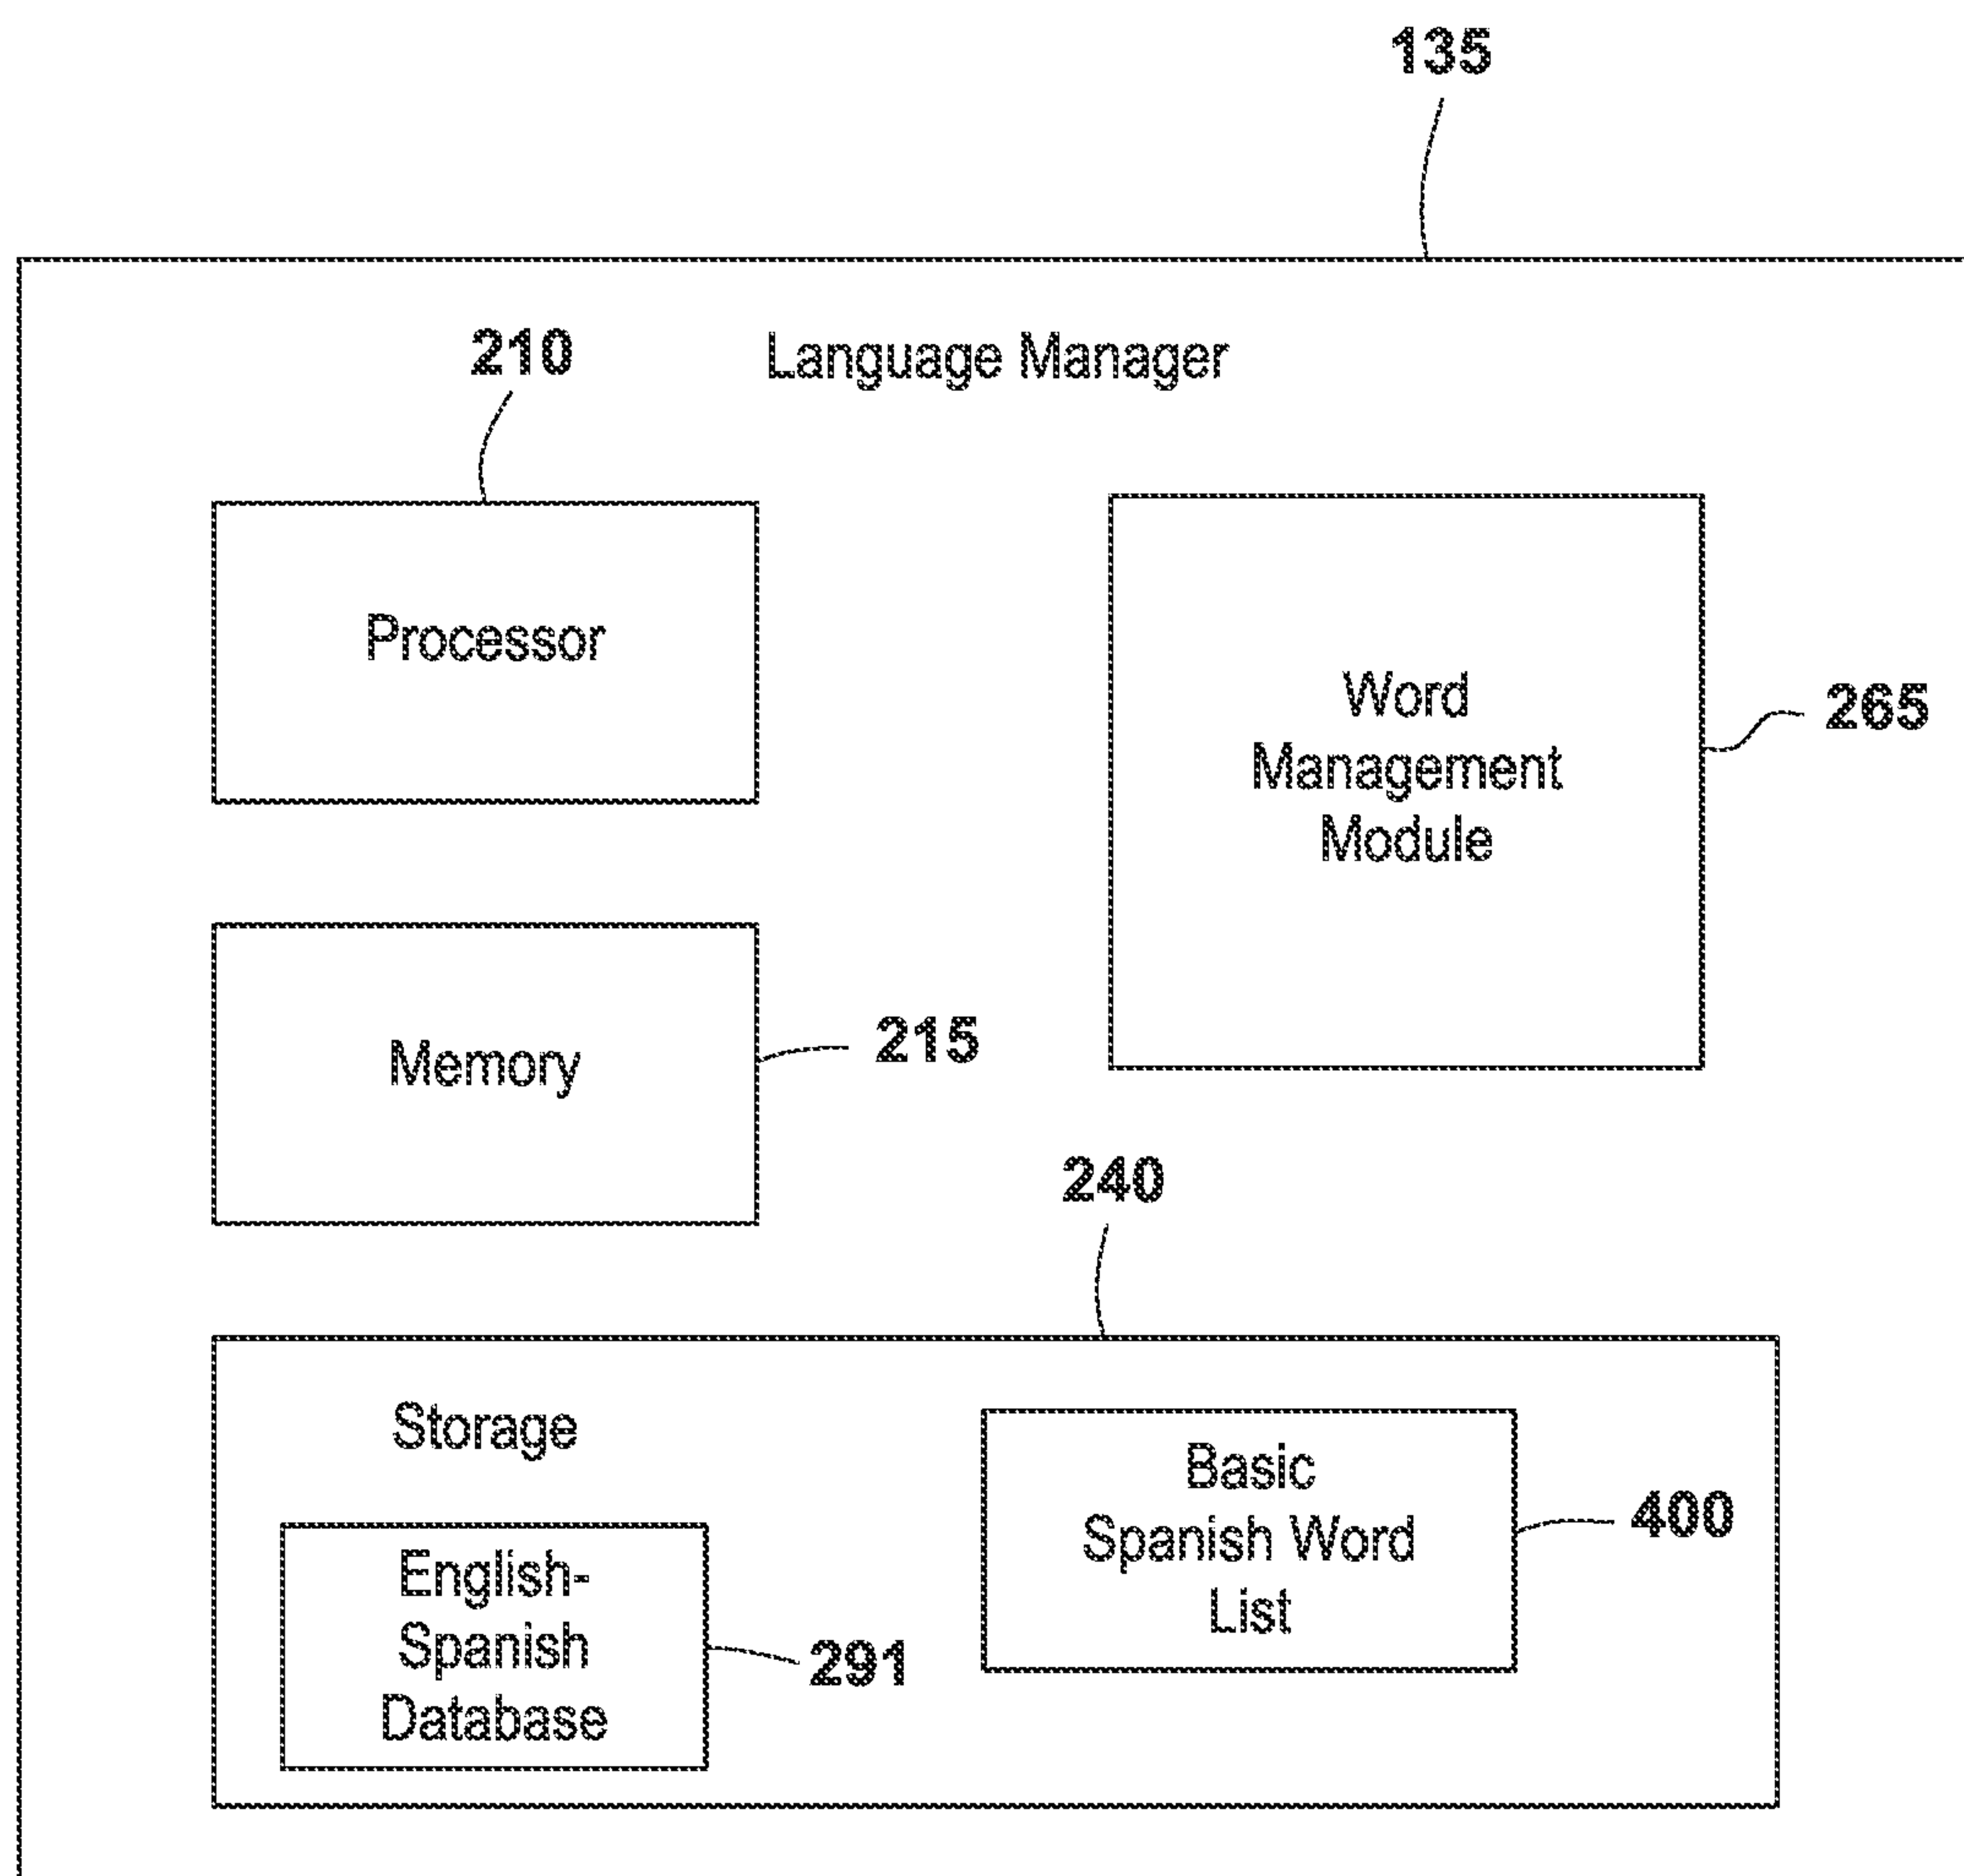 135
210
Language Manager
Processor
Word
Management
Module
265
Memory
215
240
Storage
Basic
Spanish Word
List
400
English-
Spanish
Database
291